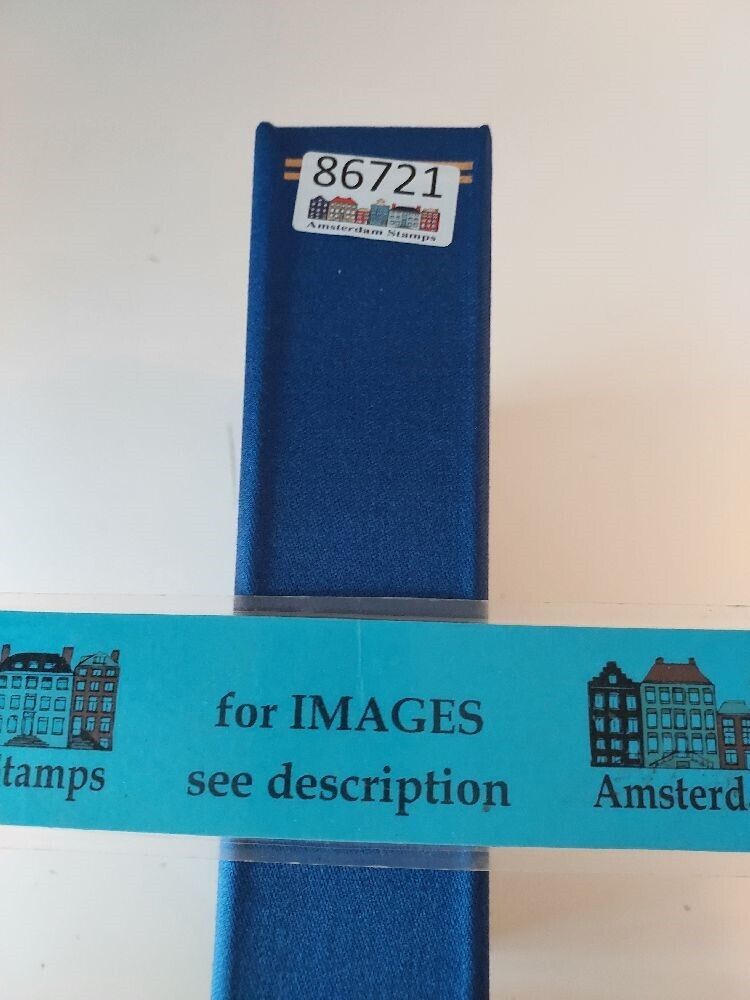 86721
Amsterdam Stamps
for IMAGES
see description
tamps
Amsterd